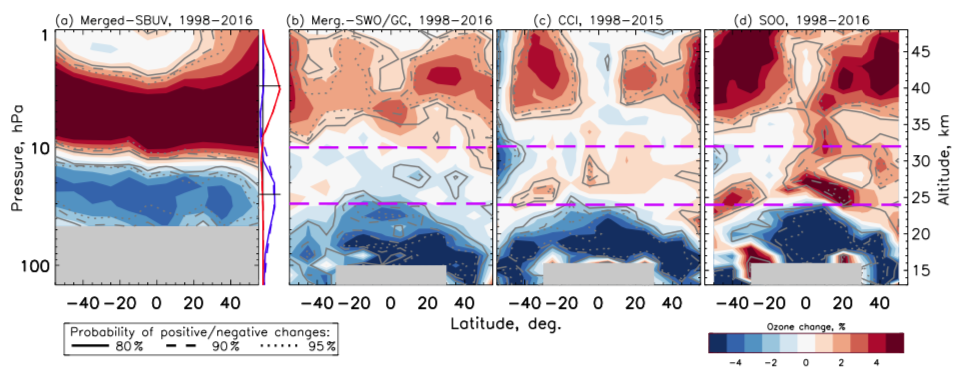 (a) Merged-SBUV, 1998-2016
(b) Merg.-SWO/GC, 1998-2016
(c) CCI, 1998-2015
(d) SOO, 1998-2016
Pressure, hPa
1
10
100
Altitude, km
45
40
35
30
25
20
15
-40 -20 0 20 40
-40 -20 0 20 40
-40 -20 0 20 40
-40 -20 0 20 40
Latitude, deg.
Probability of positive/negative changes:
80% 90% 95%
Ozone change, %
-4 -2 0 2 4